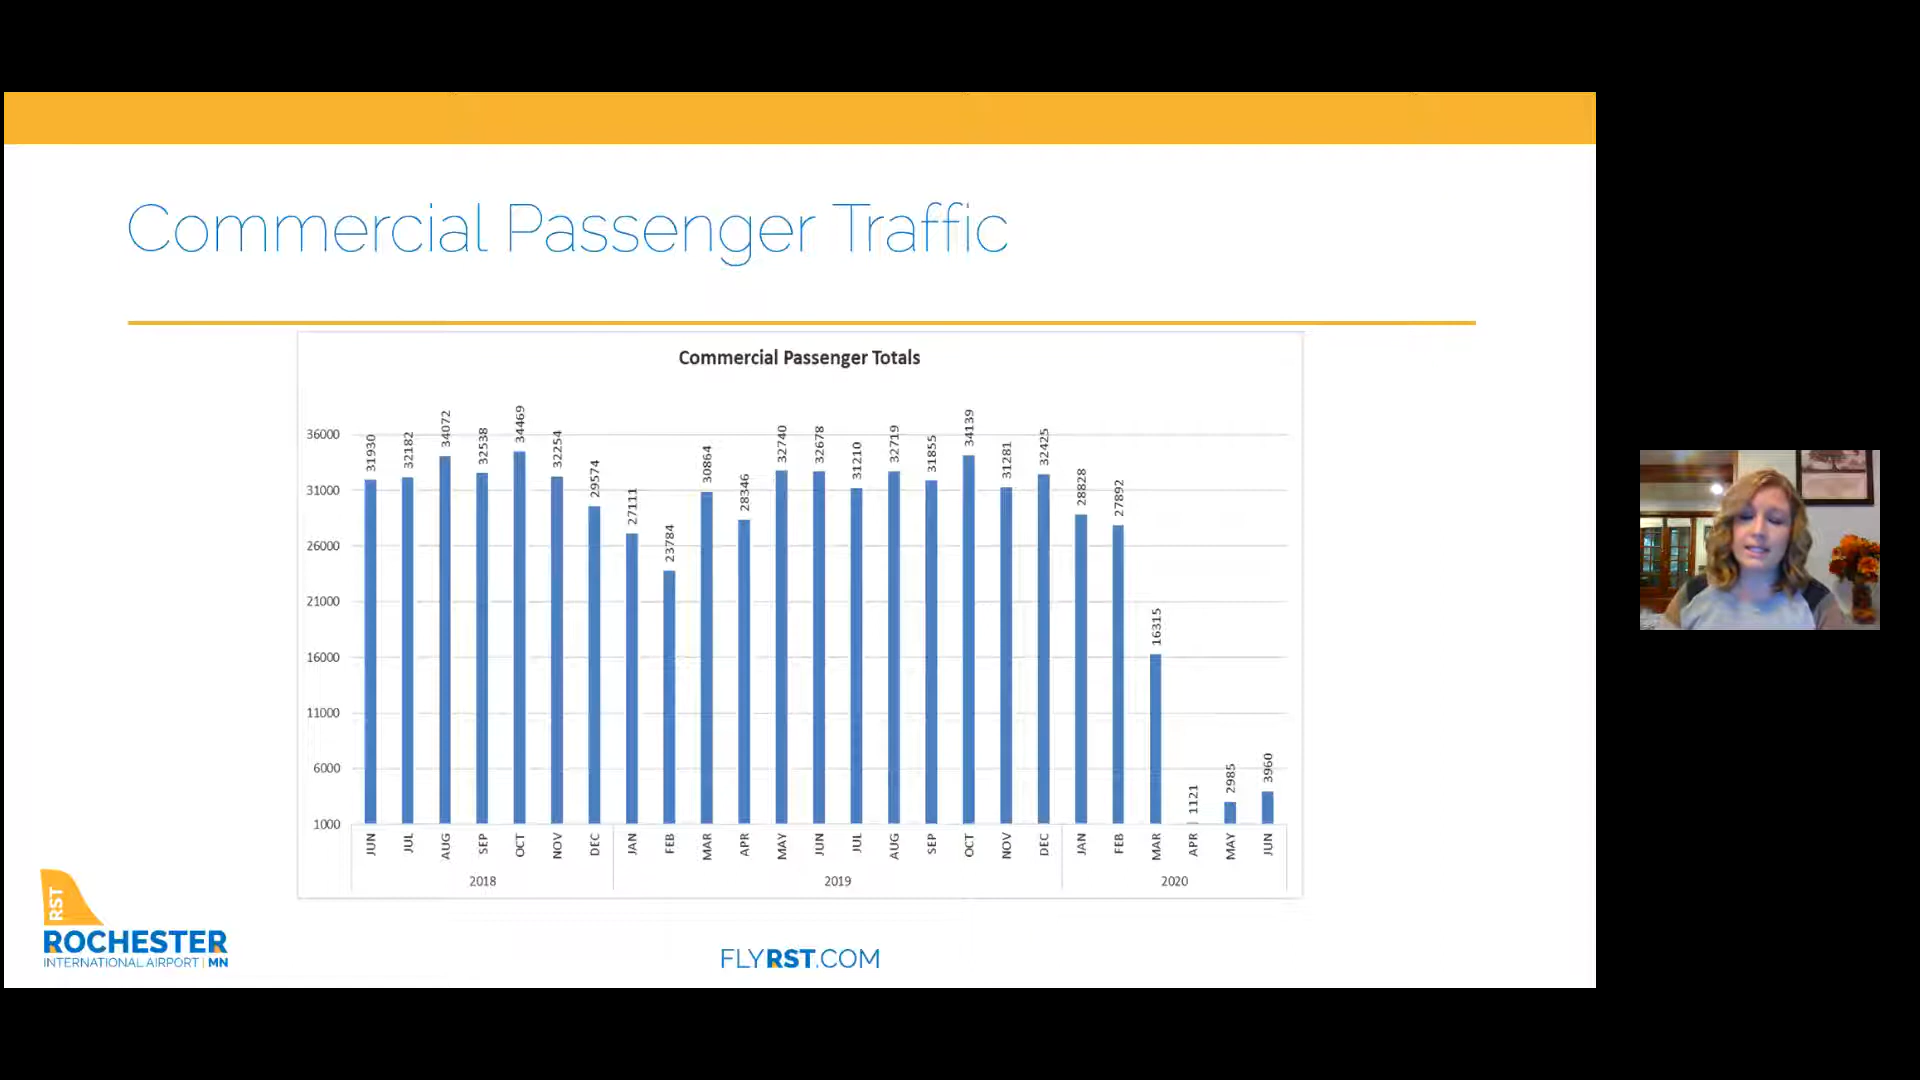 Commercial Passenger Traffic
Commercial Passenger Totals
36000
31000
26000
21000
16000
11000
6000
1000
31930
32182
34072
32538
34469
32254
29574
27111
23784
30864
28346
32740
32678
31210
32719
31855
34139
31281
32425
28828
27892
16315
1121
2985
3960
JUN
JUL
AUG
SEP
OCT
NOV
DEC
JAN
FEB
MAR
APR
MAY
JUN
JUL
AUG
SEP
OCT
NOV
DEC
JAN
FEB
MAR
APR
MAY
JUN
2018
2019
2020
RST
ROCHESTER
INTERNATIONAL AIRPORT | MN
FLYRST.COM